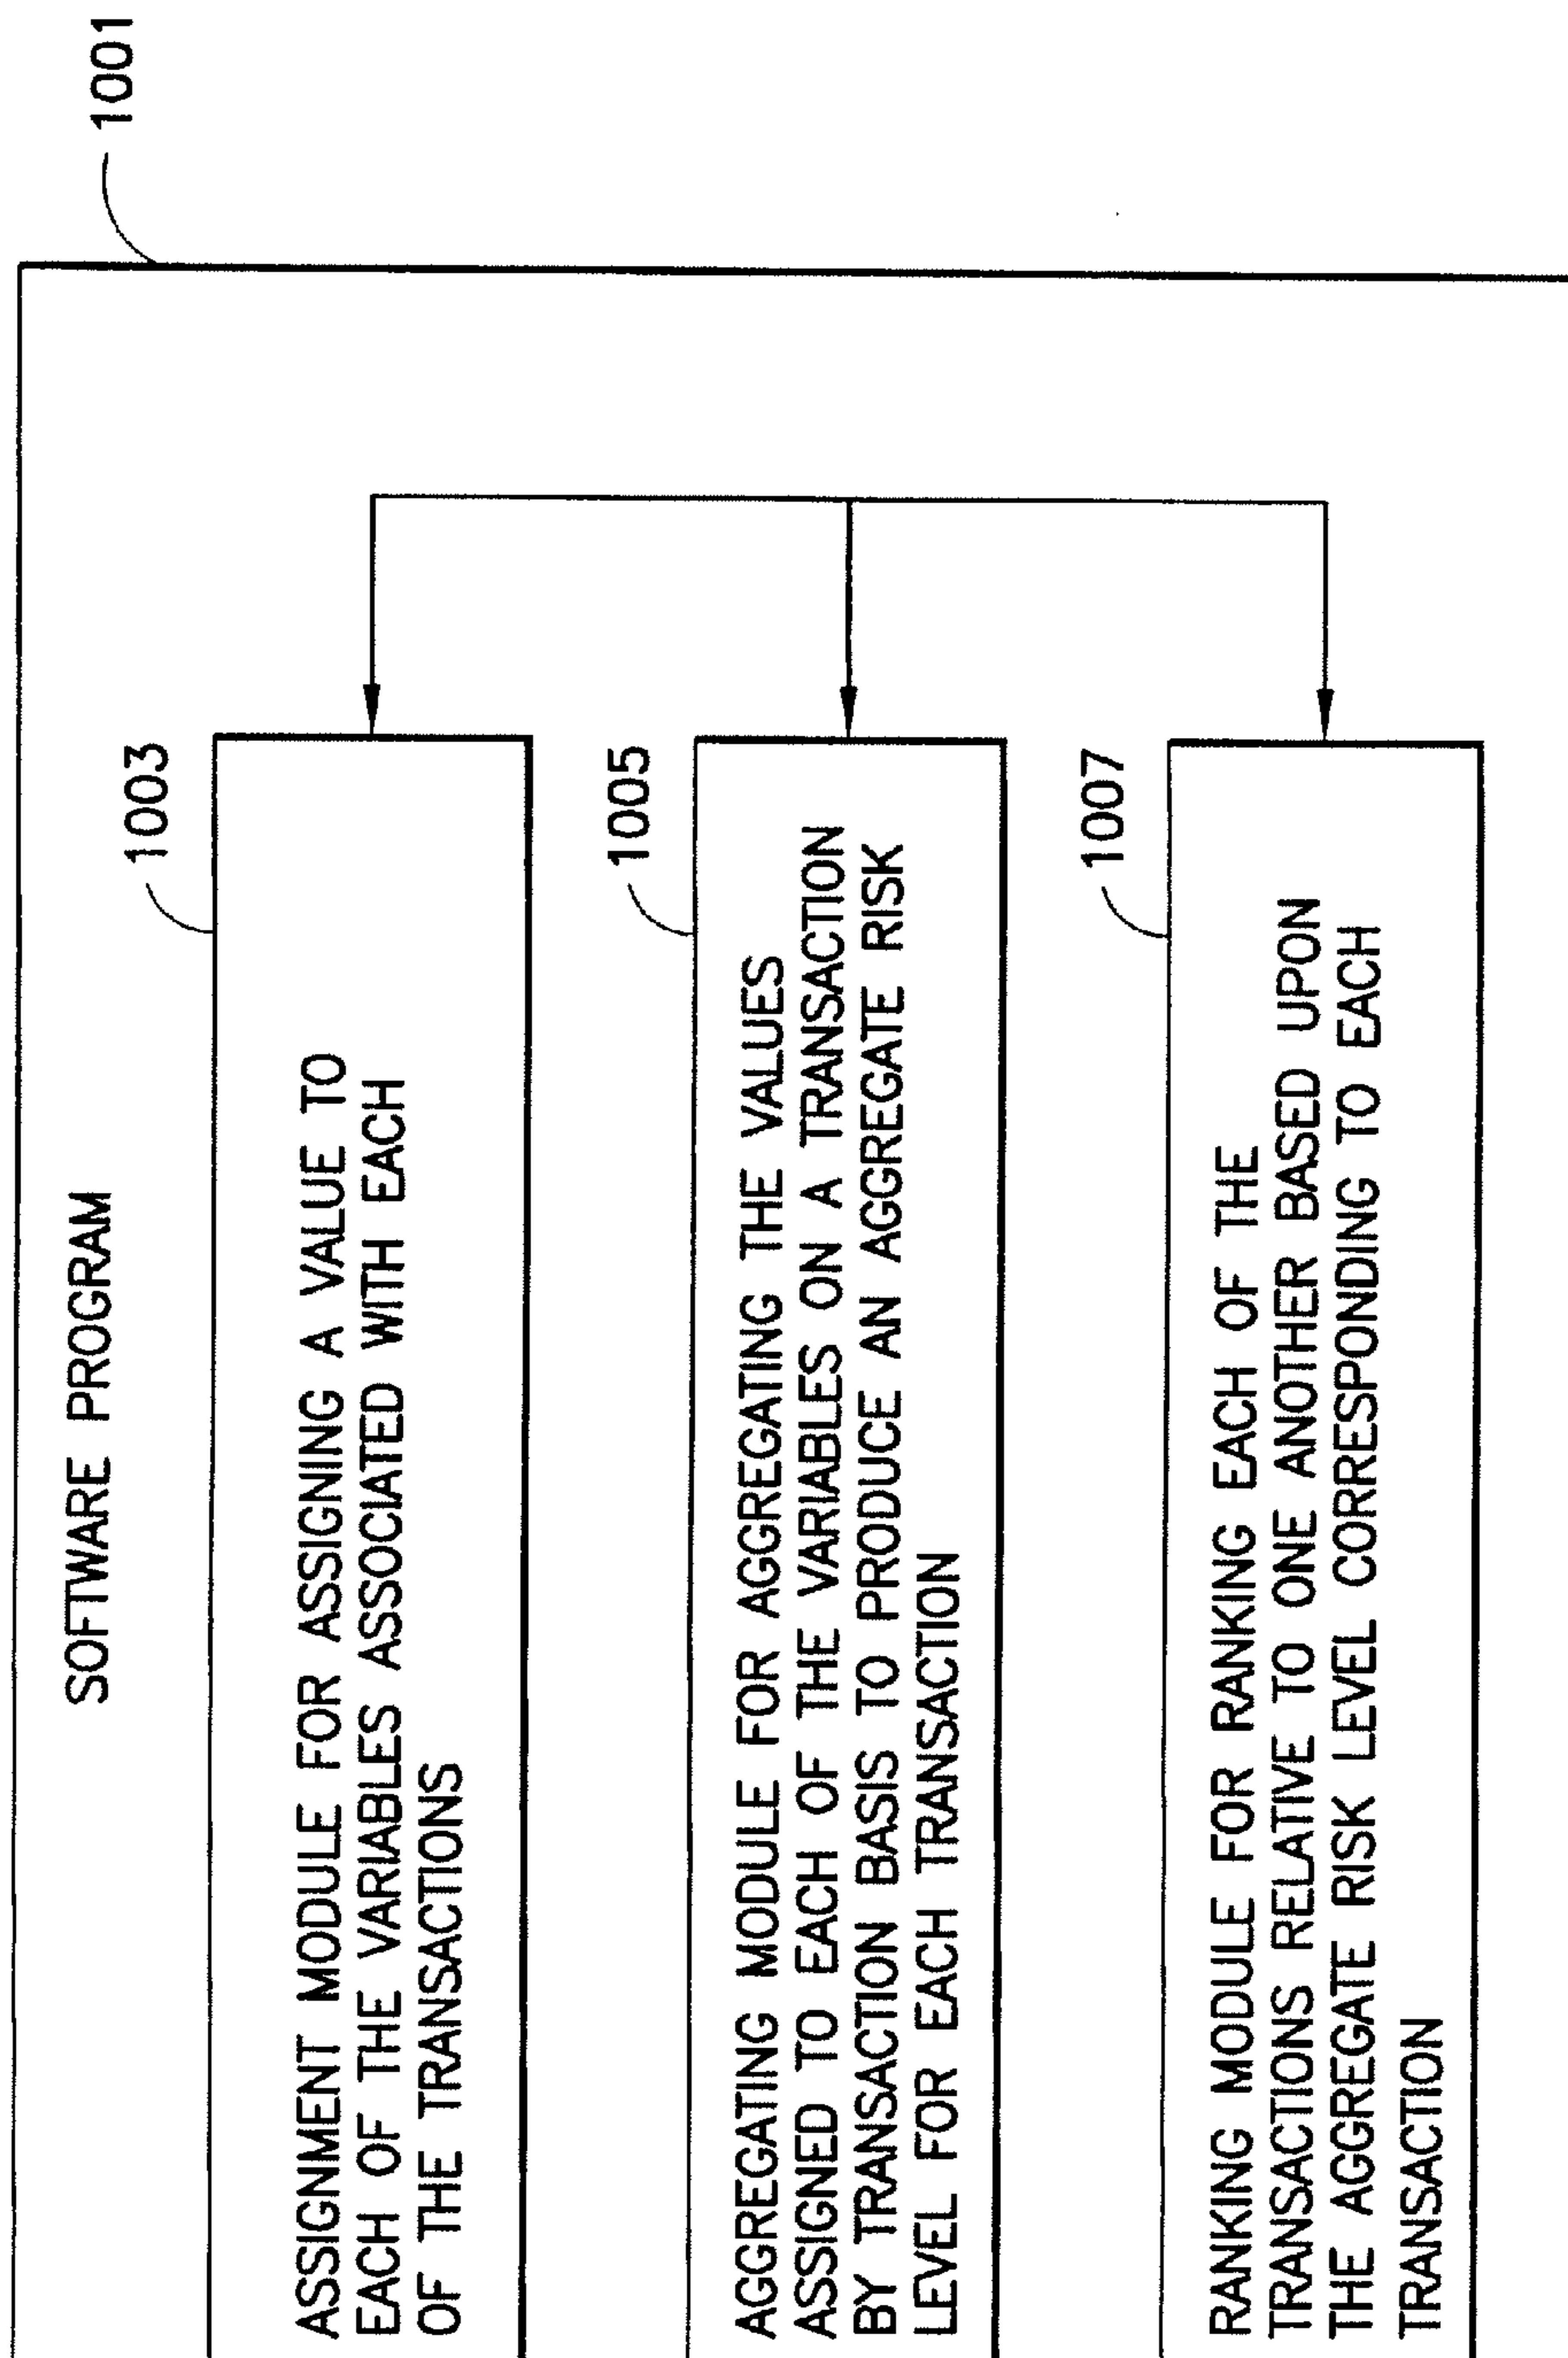 1001
SOFTWARE PROGRAM
1003
ASSIGNMENT MODULE FOR ASSIGNING A VALUE TO
EACH OF THE VARIABLES ASSOCIATED WITH EACH
OF THE TRANSACTIONS
1005
AGGREGATING MODULE FOR AGGREGATING THE VALUES
ASSIGNED TO EACH OF THE VARIABLES ON A TRANSACTION
BY TRANSACTION BASIS TO PRODUCE AN AGGREGATE RISK
LEVEL FOR EACH TRANSACTION
1007
RANKING MODULE FOR RANKING EACH OF THE
TRANSACTIONS RELATIVE TO ONE ANOTHER BASED UPON
THE AGGREGATE RISK LEVEL CORRESPONDING TO EACH
TRANSACTION